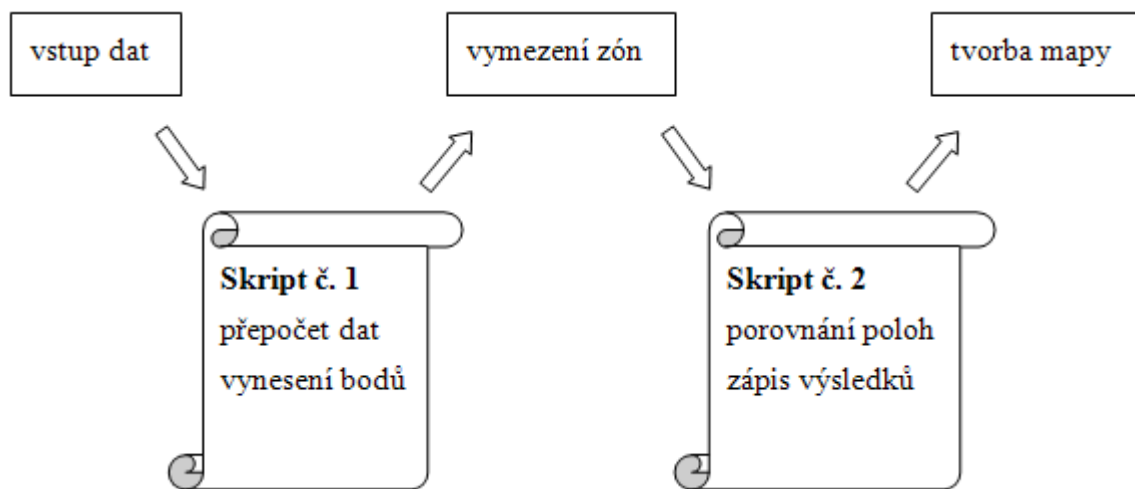 vstup dat
vymezení zón
tvorba mapy
Skript č. 1
přepočet dat
vynesení bodů
Skript č. 2
porovnání poloh
zápis výsledků